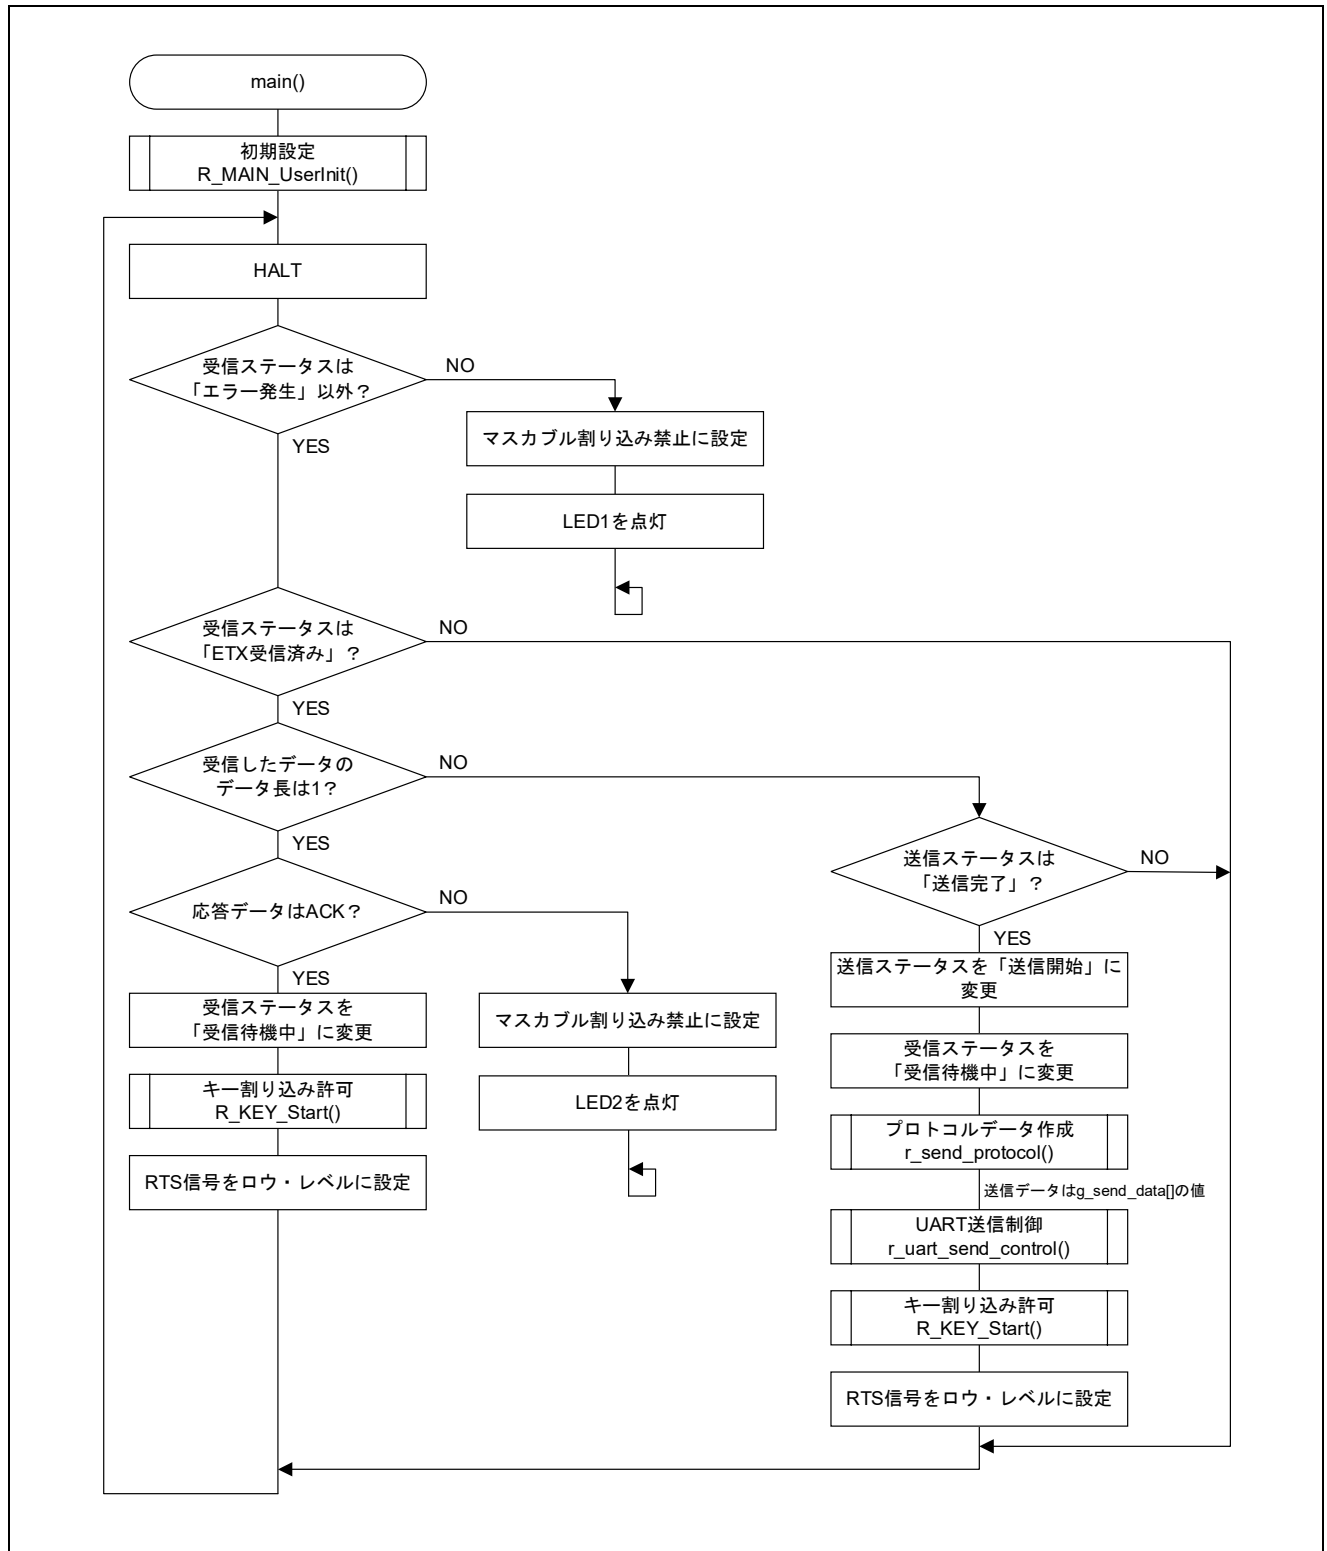 main()
初期設定
R_MAIN_UserInit()
HALT
受信ステータスは
「エラー発生」以外？
NO
YES
マスカブル割り込み禁止に設定
LED1を点灯
受信ステータスは
「ETX受信済み」？
NO
YES
受信したデータの
データ長は1？
NO
YES
送信ステータスは
「送信完了」？
NO
YES
応答データはACK？
NO
YES
送信ステータスを「送信開始」に
変更
受信ステータスを
「受信待機中」に変更
マスカブル割り込み禁止に設定
受信ステータスを
「受信待機中」に変更
キー割り込み許可
R_KEY_Start()
LED2を点灯
プロトコルデータ作成
r_send_protocol()
RTS信号をロウ・レベルに設定
送信データはg_send_data[]の値
UART送信制御
r_uart_send_control()
キー割り込み許可
R_KEY_Start()
RTS信号をロウ・レベルに設定